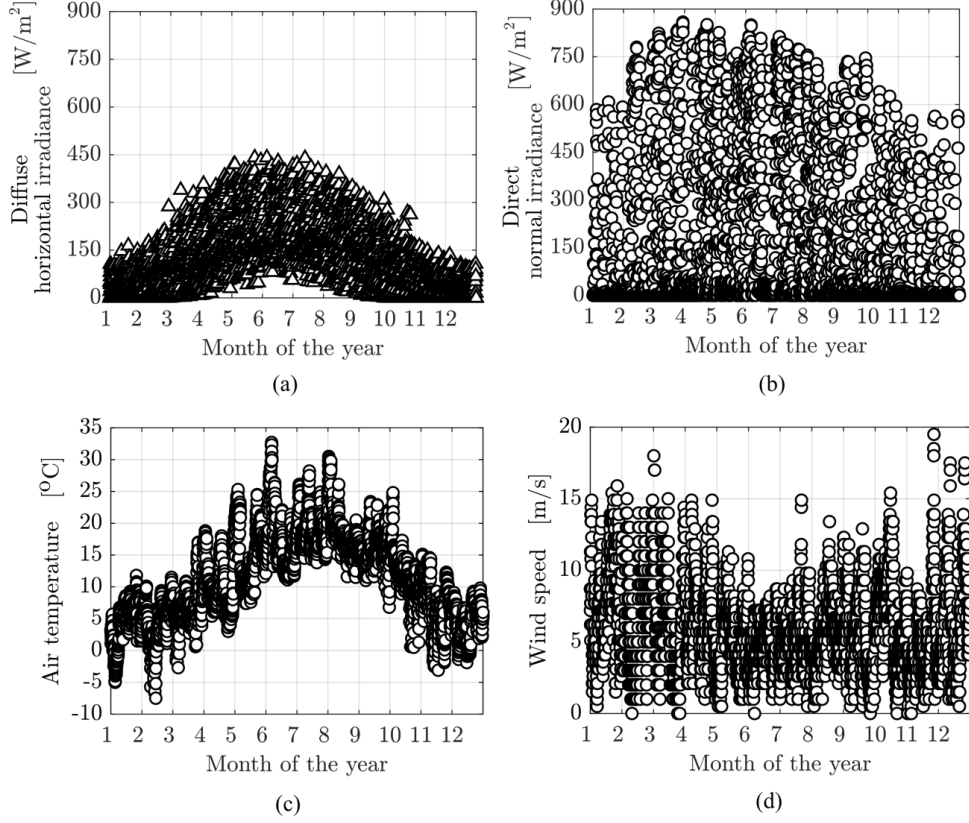 900
750
600
450
300
150
0
Diffuse
horizontal irradiance [W/m²]
1 2 3 4 5 6 7 8 9 10 11 12
Month of the year
(a)
900
750
600
450
300
150
0
Direct
normal irradiance [W/m²]
1 2 3 4 5 6 7 8 9 10 11 12
Month of the year
(b)
35
30
25
20
15
10
5
0
-5
-10
Air temperature [ºC]
1 2 3 4 5 6 7 8 9 10 11 12
Month of the year
(c)
20
15
10
5
0
Wind speed [m/s]
1 2 3 4 5 6 7 8 9 10 11 12
Month of the year
(d)